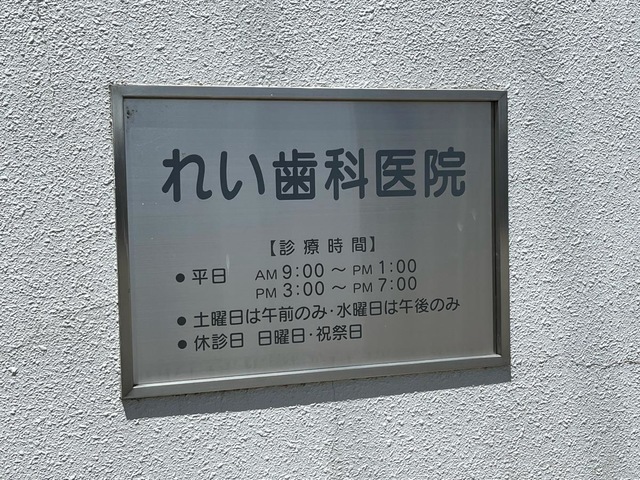 れい歯科医院
【診療時間】
●平日 AM 9:00 ～ PM 1:00
PM 3:00 ～ PM 7:00
●土曜日は午前のみ・水曜日は午後のみ
●休診日 日曜日・祝祭日